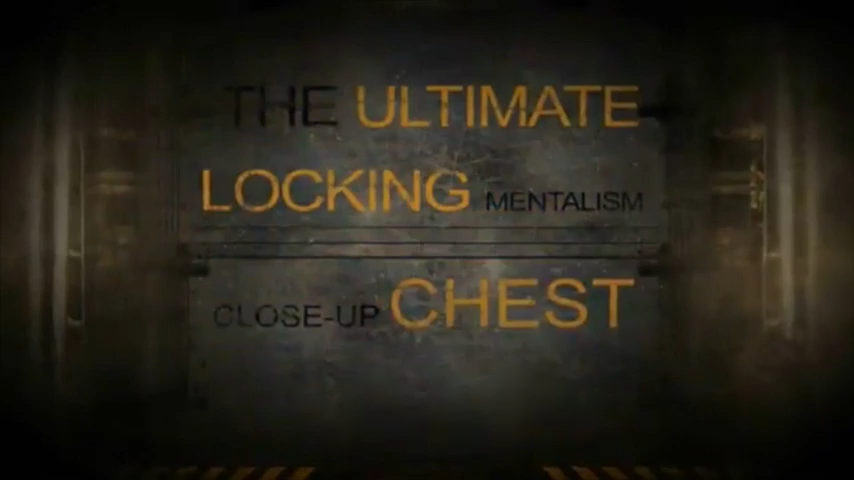 THE ULTIMATE
LOCKING MENTALISM
CLOSE-UP CHEST